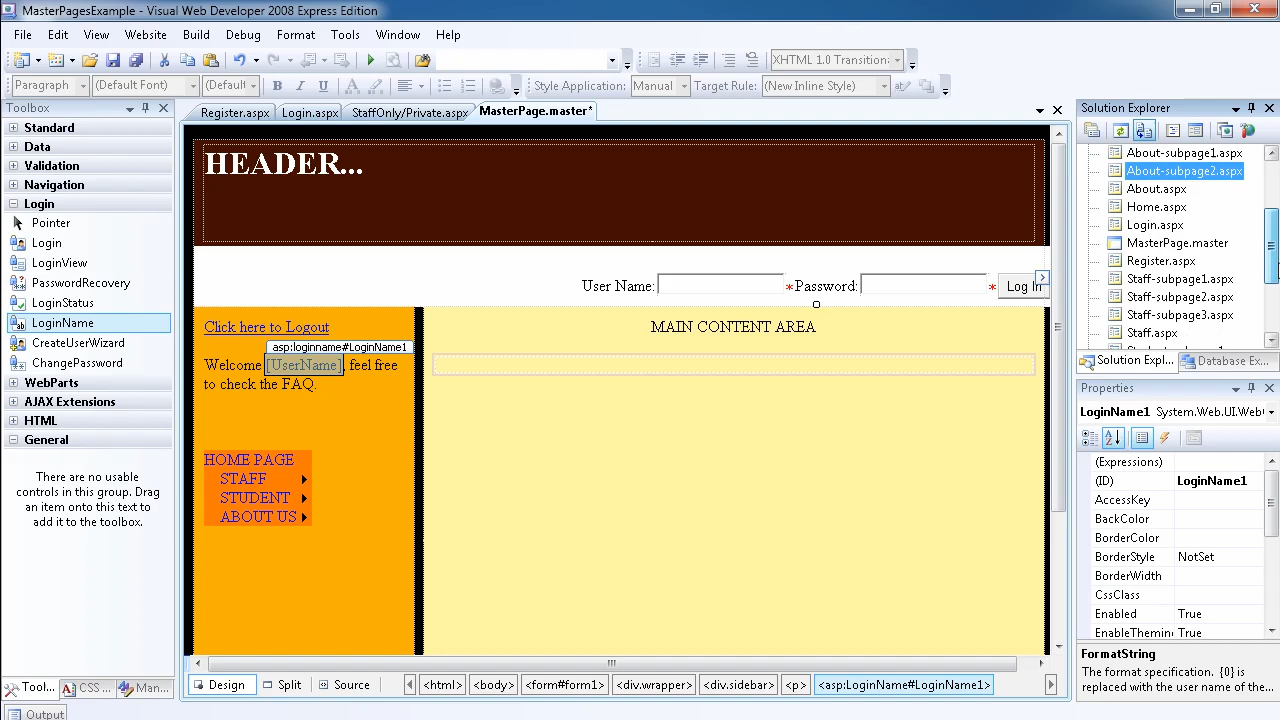 MasterPagesExample - Visual Web Developer 2008 Express Edition
File Edit View Website Build Debug Format Tools Window Help
XHTML 1.0 Transition:
Paragraph (Default Font) (Default B I U A Style Application: Manual Target Rule: (New Inline Style)
Toolbox
Standard
Data
Validation
Navigation
Login
Pointer
Login
LoginView
PasswordRecovery
LoginStatus
LoginName
CreateUserWizard
ChangePassword
WebParts
AJAX Extensions
HTML
General
There are no usable
controls in this group. Drag
an item onto this text to
add it to the toolbox.
Tool... CSS ... Man...
Output
Register.aspx Login.aspx StaffOnly/Private.aspx MasterPage.master*
HEADER...
User Name: * Password: * Log In
Click here to Logout
asp:loginname#LoginName1
Welcome [UserName], feel free
to check the FAQ.
HOME PAGE
STAFF
STUDENT
ABOUT US
MAIN CONTENT AREA
Design Split Source <html> <body> <form#form1> <div.wrapper> <div.sidebar> <p> <asp:LoginName#LoginName1>
Solution Explorer
About-subpage1.aspx
About-subpage2.aspx
About.aspx
Home.aspx
Login.aspx
MasterPage.master
Register.aspx
Staff-subpage1.aspx
Staff-subpage2.aspx
Staff-subpage3.aspx
Staff.aspx
Solution Expl... Database Ex...
Properties
LoginName1 System.Web.UI.Web
(Expressions)
(ID) LoginName1
AccessKey
BackColor
BorderColor
BorderStyle NotSet
BorderWidth
CssClass
Enabled True
EnableThemin True
FormatString
The format specification. {0} is
replaced with the user name of the...